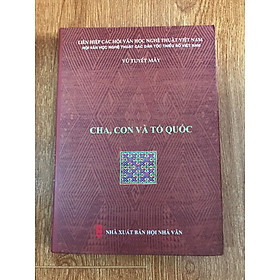 LIÊN HIỆP CÁC HỘI VĂN HỌC NGHỆ THUẬT VIỆT NAM
HỘI VĂN HỌC NGHỆ THUẬT CÁC DÂN TỘC THIỂU SỐ VIỆT NAM
VŨ TUYẾT MÂY
CHA, CON VÀ TỔ QUỐC
NHÀ XUẤT BẢN HỘI NHÀ VĂN